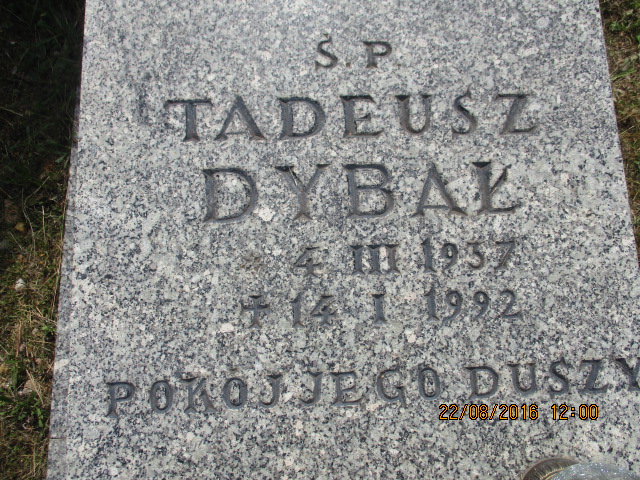 Ś P
TADEUSZ
DYBAŁ
* 4 III 1937
✝ 14 I 1992
POKÓJ JEGO DUSZY
22/08/2016 12:00